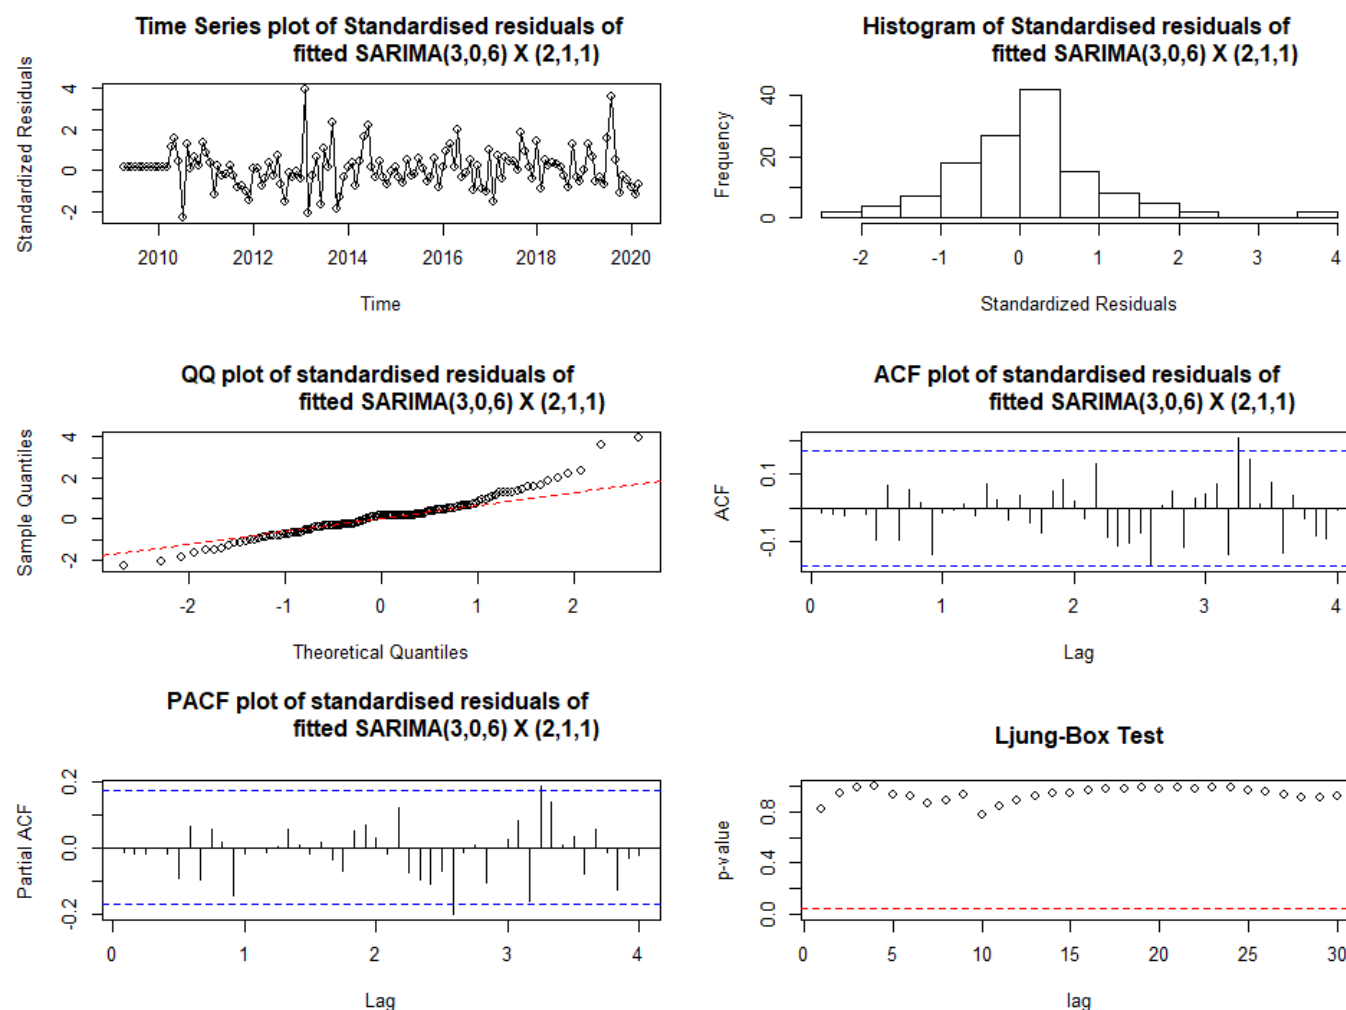 Time Series plot of Standardised residuals of
fitted SARIMA(3,0,6) X (2,1,1)
Standardized Residuals
4
2
0
-2
2010 2012 2014 2016 2018 2020
Time
Histogram of Standardised residuals of
fitted SARIMA(3,0,6) X (2,1,1)
Frequency
40
20
0
-2 -1 0 1 2 3 4
Standardized Residuals
QQ plot of standardised residuals of
fitted SARIMA(3,0,6) X (2,1,1)
Sample Quantiles
4
2
0
-2
-2 -1 0 1 2
Theoretical Quantiles
ACF plot of standardised residuals of
fitted SARIMA(3,0,6) X (2,1,1)
ACF
0.1
-0.1
0 1 2 3 4
Lag
PACF plot of standardised residuals of
fitted SARIMA(3,0,6) X (2,1,1)
Partial ACF
0.2
0.0
-0.2
0 1 2 3 4
Lag
Ljung-Box Test
p-value
0.8
0.4
0.0
0 5 10 15 20 25 30
lag